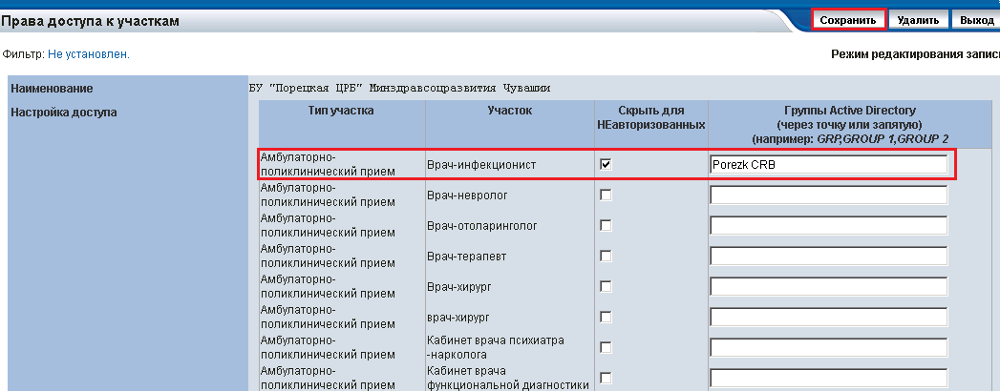 Права доступа к участкам
Сохранить Удалить Выход
Фильтр: Не установлен.
Режим редактирования запис
Наименование
БУ "Порецкая ЦРБ" Минздравсоцразвития Чувашии
Настройка доступа
Тип участка
Участок
Скрыть для
НЕавторизованных
Группы Active Directory
(через точку или запятую)
(например: GRP,GROUP 1,GROUP 2
Амбулаторно-
поликлинический прием
Врач-инфекционист
Porezk CRB
Амбулаторно-
поликлинический прием
Врач-невролог
Амбулаторно-
поликлинический прием
Врач-отоларинголог
Амбулаторно-
поликлинический прием
Врач-терапевт
Амбулаторно-
поликлинический прием
Врач-хирург
Амбулаторно-
поликлинический прием
врач-хирург
Амбулаторно-
поликлинический прием
Кабинет врача психиатра
-нарколога
Амбулаторно-
поликлинический прием
Кабинет врача
функциональной диагностики